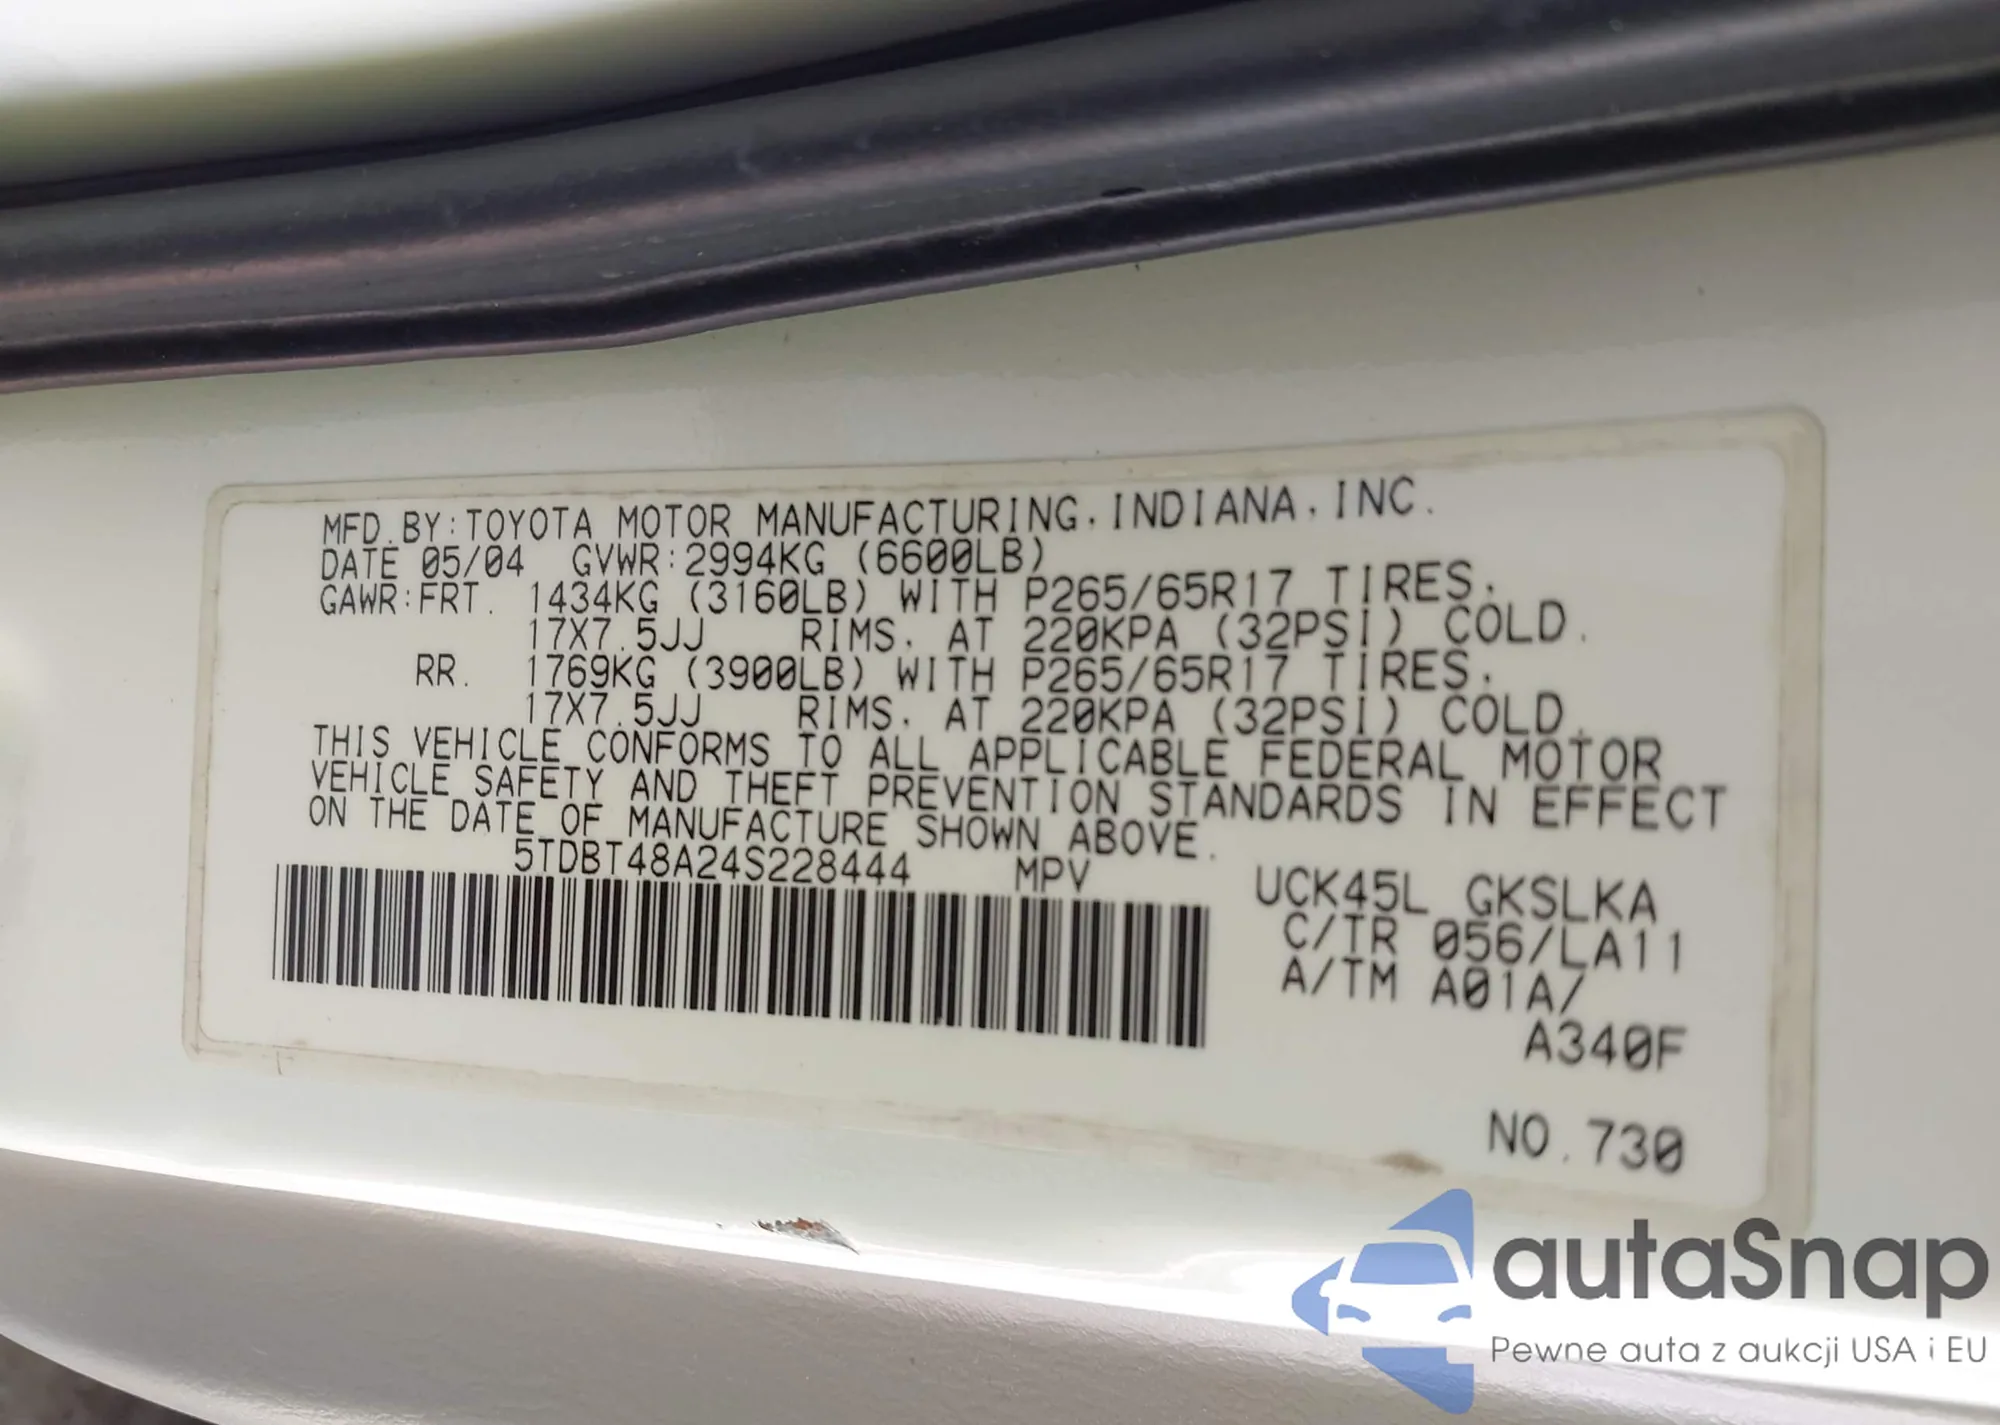 MFD.BY:TOYOTA MOTOR MANUFACTURING,INDIANA,INC.
DATE 05/04 GVWR:2994KG (6600LB)
GAWR:FRT. 1434KG (3160LB) WITH P265/65R17 TIRES.
17X7.5JJ RIMS. AT 220KPA (32PSI) COLD.
RR. 1769KG (3900LB) WITH P265/65R17 TIRES.
17X7.5JJ RIMS. AT 220KPA (32PSI) COLD.
THIS VEHICLE CONFORMS TO ALL APPLICABLE FEDERAL MOTOR
VEHICLE SAFETY AND THEFT PREVENTION STANDARDS IN EFFECT
ON THE DATE OF MANUFACTURE SHOWN ABOVE.
5TDBT48A24S228444 MPV
UCK45L GKSLKA
C/TR 056/LA11
A/TM A01A/
A340F
NO.730
autaSnap
Pewne auta z aukcji USA i EU